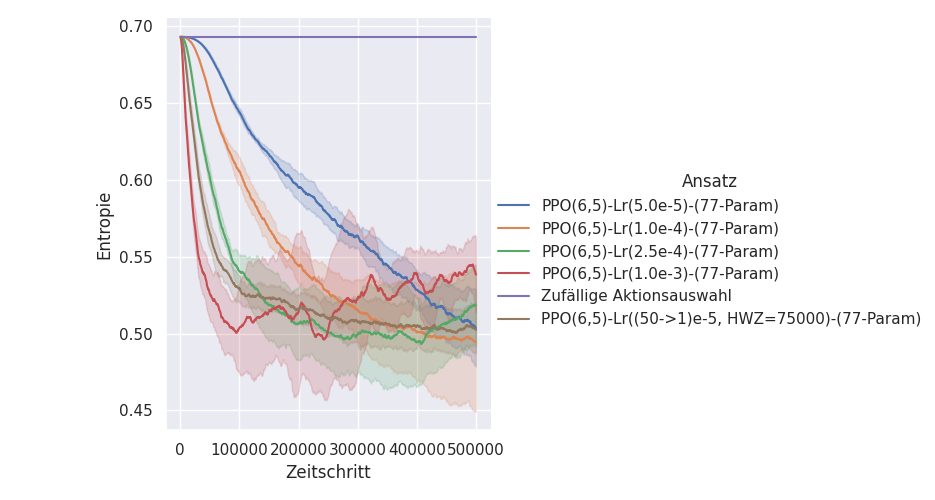 0.70
0.65
0.60
0.55
0.50
0.45
Entropie
0 100000 200000 300000 400000 500000
Zeitschritt
Ansatz
PPO(6,5)-Lr(5.0e-5)-(77-Param)
PPO(6,5)-Lr(1.0e-4)-(77-Param)
PPO(6,5)-Lr(2.5e-4)-(77-Param)
PPO(6,5)-Lr(1.0e-3)-(77-Param)
Zufällige Aktionsauswahl
PPO(6,5)-Lr((50->1)e-5, HWZ=75000)-(77-Param)